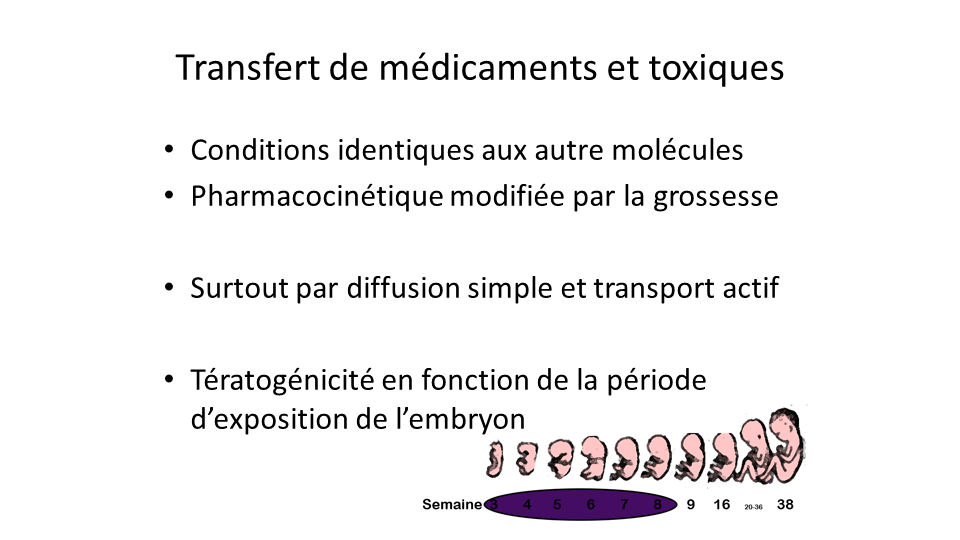 Transfert de médicaments et toxiques
• Conditions identiques aux autre molécules
• Pharmacocinétique modifiée par la grossesse
• Surtout par diffusion simple et transport actif
• Tératogénicité en fonction de la période
d’exposition de l’embryon
Semaine 3 4 5 6 7 8 9 16 20-36 38